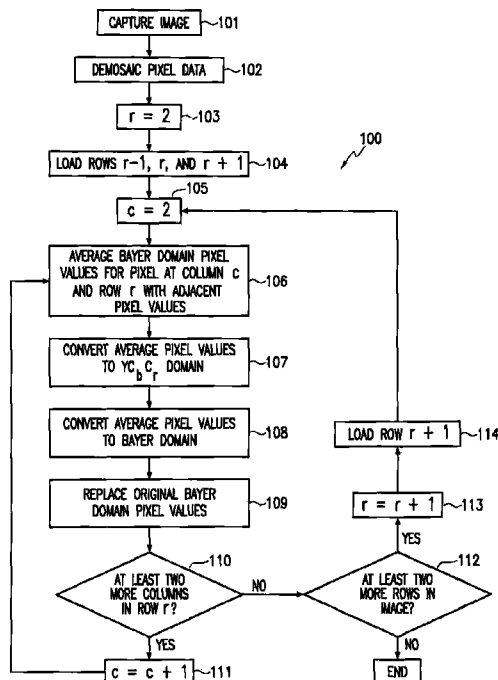 CAPTURE IMAGE
101
DEMOSAIC PIXEL DATA
102
r = 2
103
LOAD ROWS r-1, r, AND r + 1
104
100
105
c = 2
AVERAGE BAYER DOMAIN PIXEL
VALUES FOR PIXEL AT COLUMN c
AND ROW r WITH ADJACENT
PIXEL VALUES
106
CONVERT AVERAGE PIXEL VALUES
TO YCbCr DOMAIN
107
CONVERT AVERAGE PIXEL VALUES
TO BAYER DOMAIN
108
REPLACE ORIGINAL BAYER
DOMAIN PIXEL VALUES
109
110
AT LEAST TWO
MORE COLUMNS
IN ROW r?
NO
YES
c = c + 1
111
LOAD ROW r + 1
114
r = r + 1
113
YES
112
AT LEAST TWO
MORE ROWS IN
IMAGE?
NO
END